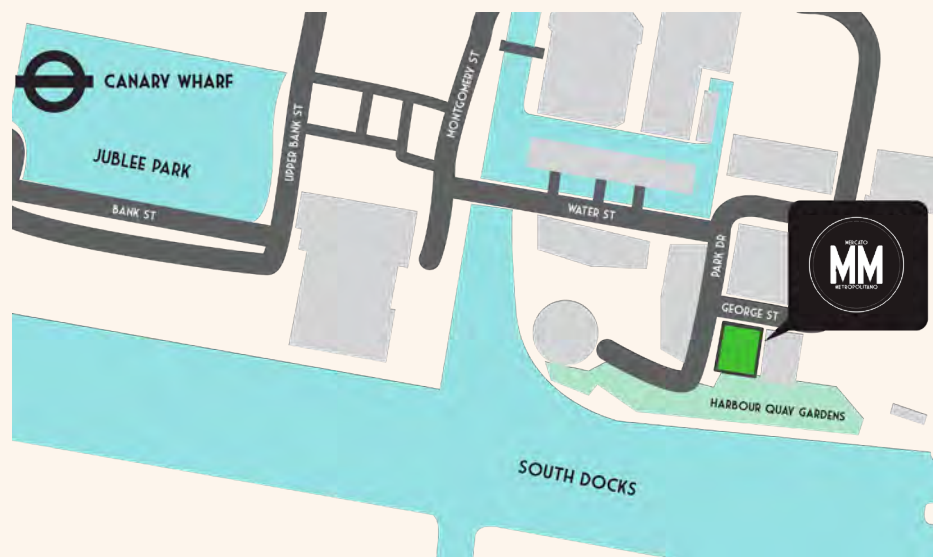 CANARY WHARF
MONTGOMERY ST
UPPER BANK ST
JUBLEE PARK
BANK ST
WATER ST
PARK DR
MERCATO
MM
METROPOLITANO
GEORGE ST
HARBOUR QUAY GARDENS
SOUTH DOCKS